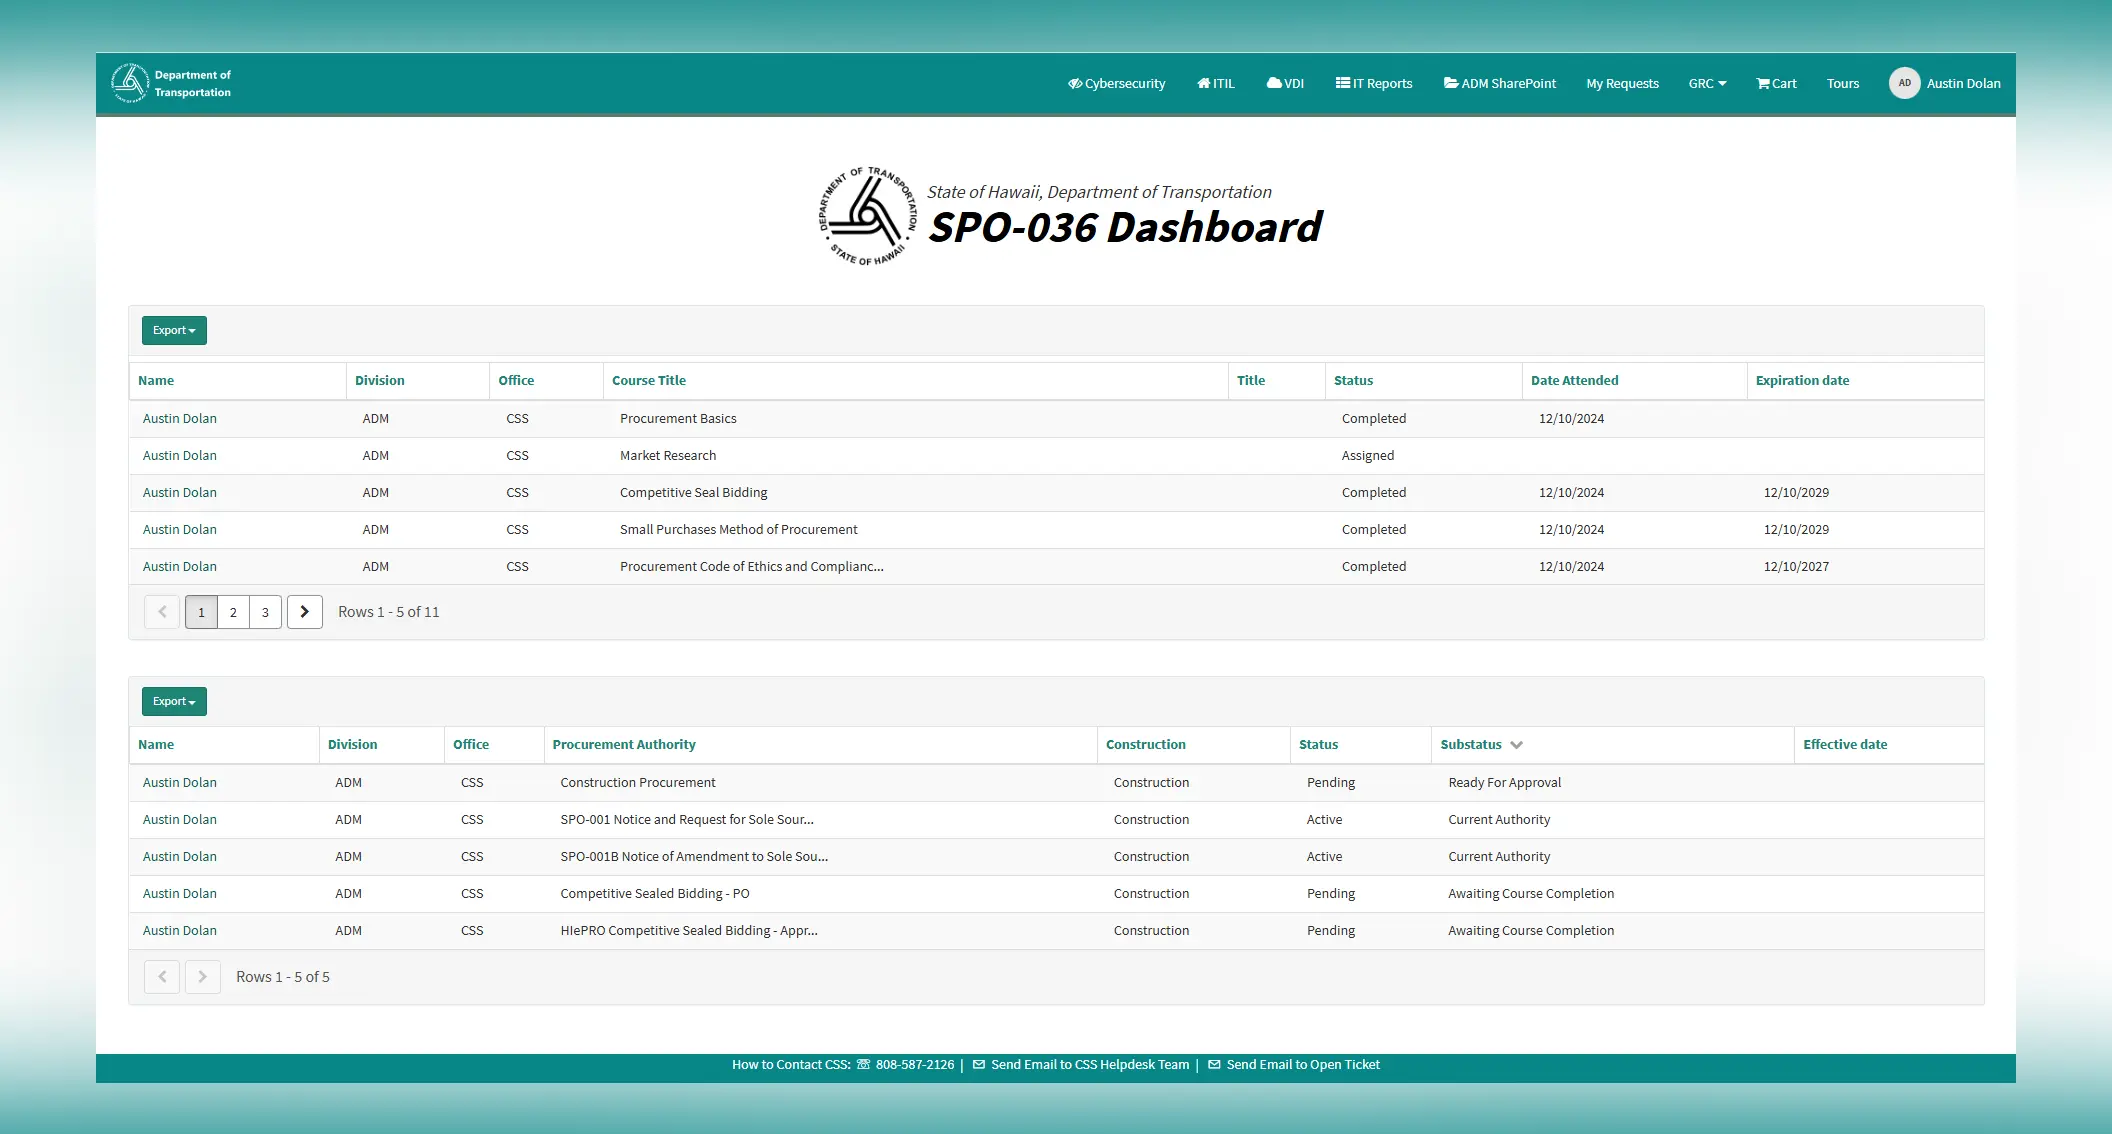 Department of
Transportation
Cybersecurity ITIL VDI IT Reports ADM SharePoint My Requests GRC Cart Tours AD Austin Dolan
DEPARTMENT OF TRANSPORTATION
STATE OF HAWAII
State of Hawaii, Department of Transportation
SPO-036 Dashboard
Export
Name Division Office Course Title Title Status Date Attended Expiration date
Austin Dolan ADM CSS Procurement Basics Completed 12/10/2024
Austin Dolan ADM CSS Market Research Assigned
Austin Dolan ADM CSS Competitive Seal Bidding Completed 12/10/2024 12/10/2029
Austin Dolan ADM CSS Small Purchases Method of Procurement Completed 12/10/2024 12/10/2029
Austin Dolan ADM CSS Procurement Code of Ethics and Complianc... Completed 12/10/2024 12/10/2027
1 2 3 Rows 1 - 5 of 11
Export
Name Division Office Procurement Authority Construction Status Substatus Effective date
Austin Dolan ADM CSS Construction Procurement Construction Pending Ready For Approval
Austin Dolan ADM CSS SPO-001 Notice and Request for Sole Sour... Construction Active Current Authority
Austin Dolan ADM CSS SPO-001B Notice of Amendment to Sole Sou... Construction Active Current Authority
Austin Dolan ADM CSS Competitive Sealed Bidding - PO Construction Pending Awaiting Course Completion
Austin Dolan ADM CSS HIePRO Competitive Sealed Bidding - Appr... Construction Pending Awaiting Course Completion
Rows 1 - 5 of 5
How to Contact CSS: 808-587-2126 | Send Email to CSS Helpdesk Team | Send Email to Open Ticket